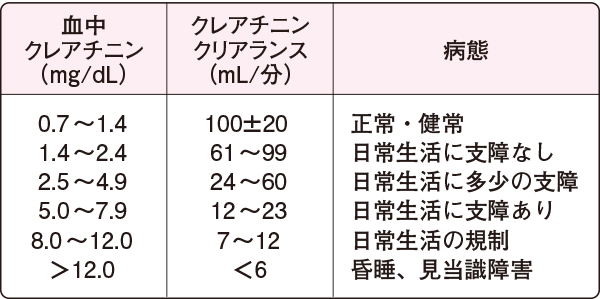 血中 クレアチニン (mg/dL) クレアチニン クリアランス (mL/分) 病態
0.7～1.4 100±20 正常・健常
1.4～2.4 61～99 日常生活に支障なし
2.5～4.9 24～60 日常生活に多少の支障
5.0～7.9 12～23 日常生活に支障あり
8.0～12.0 7～12 日常生活の規制
＞12.0 ＜6 昏睡、見当識障害